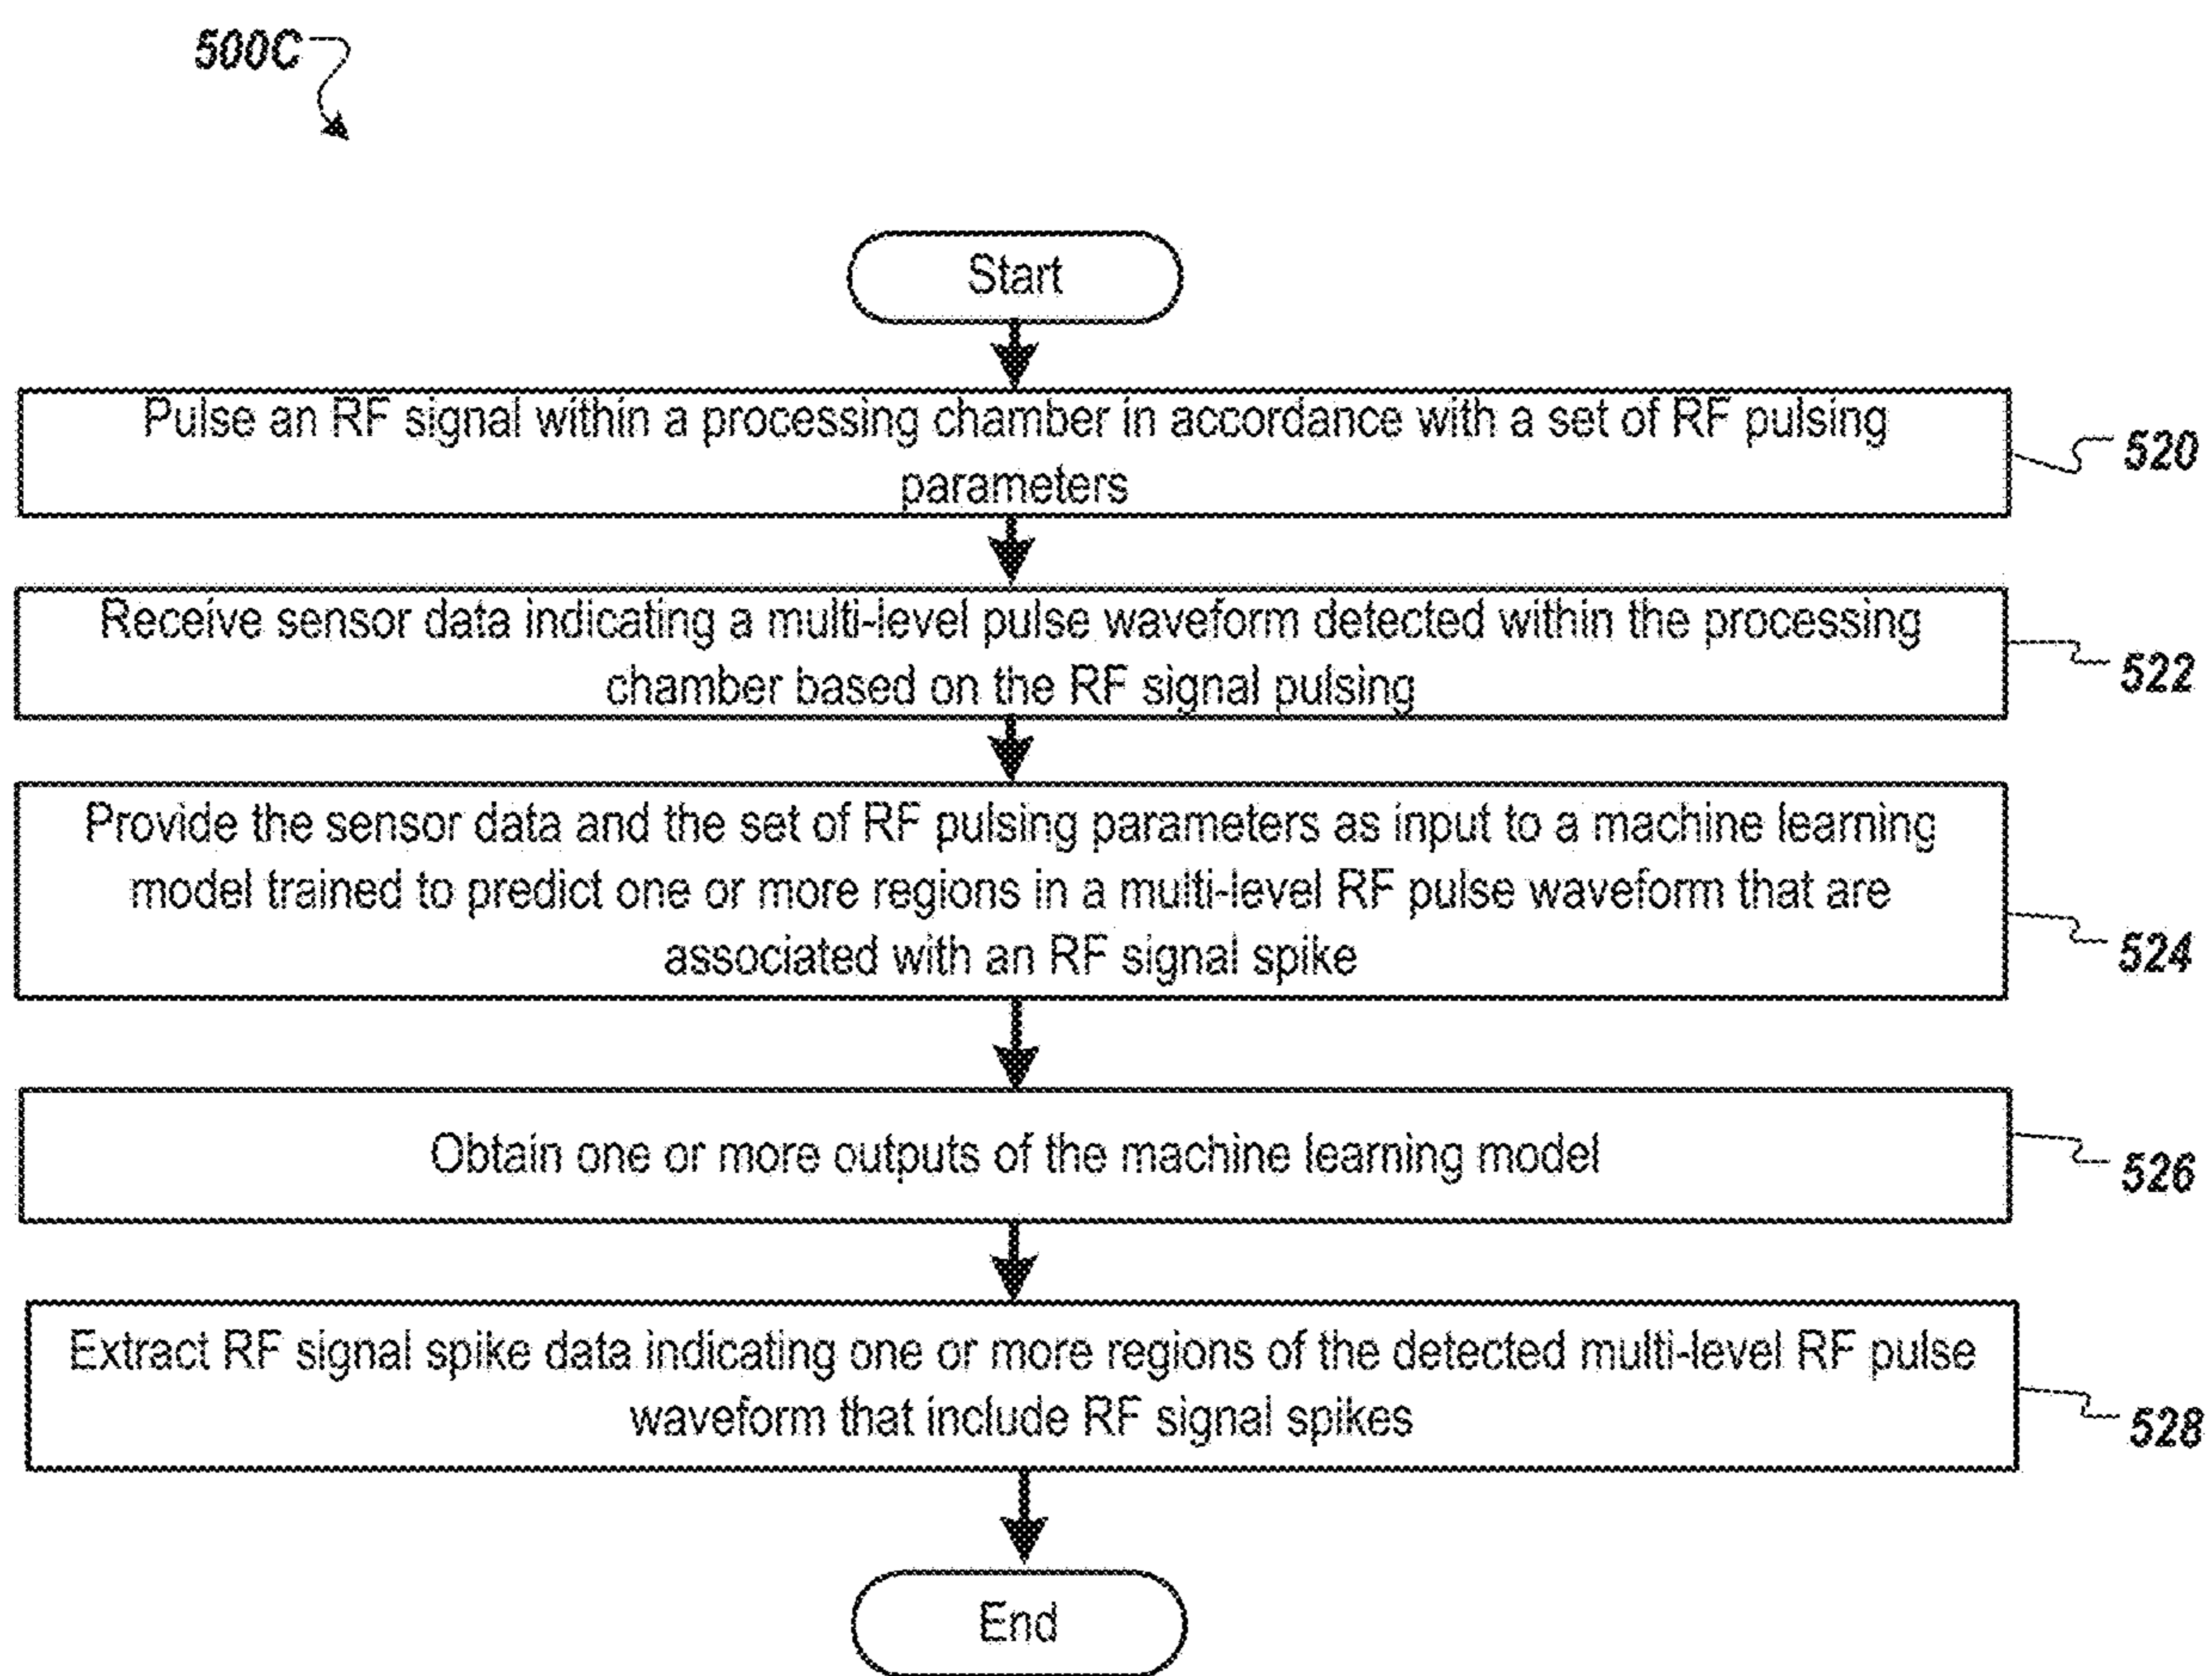 500C
Start
Pulse an RF signal within a processing chamber in accordance with a set of RF pulsing
parameters
520
Receive sensor data indicating a multi-level pulse waveform detected within the processing
chamber based on the RF signal pulsing
522
Provide the sensor data and the set of RF pulsing parameters as input to a machine learning
model trained to predict one or more regions in a multi-level RF pulse waveform that are
associated with an RF signal spike
524
Obtain one or more outputs of the machine learning model
526
Extract RF signal spike data indicating one or more regions of the detected multi-level RF pulse
waveform that include RF signal spikes
528
End